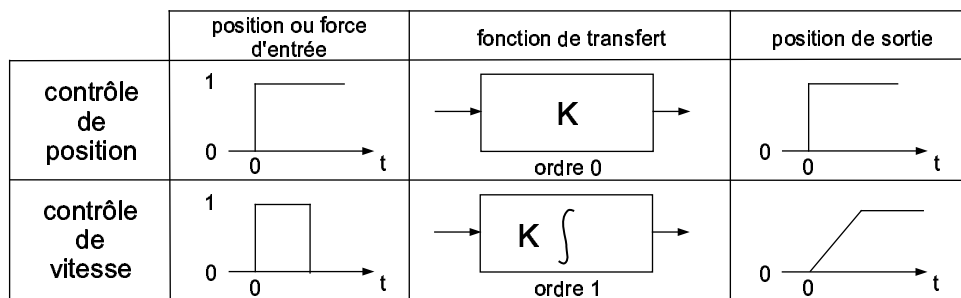 position ou force
d'entrée
fonction de transfert
position de sortie
contrôle
de
position
1
0
0
t
K
ordre 0
0
0
t
contrôle
de
vitesse
1
0
0
t
K ∫
ordre 1
0
0
t